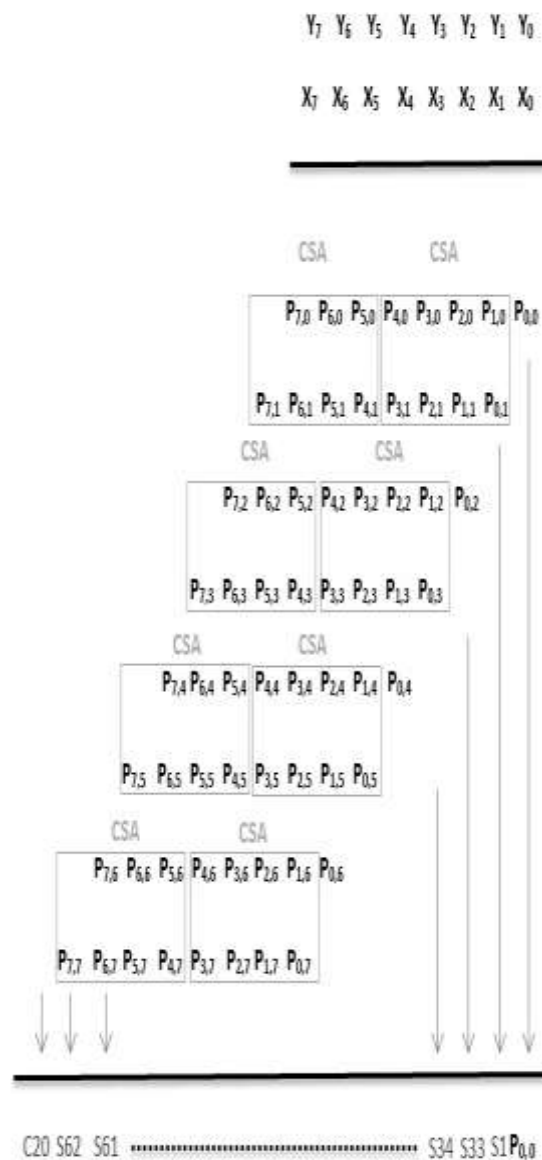 Y₇ Y₆ Y₅ Y₄ Y₃ Y₂ Y₁ Y₀
X₇ X₆ X₅ X₄ X₃ X₂ X₁ X₀
CSA CSA
P₇,₀ P₆,₀ P₅,₀ P₄,₀ P₃,₀ P₂,₀ P₁,₀ P₀,₀
P₇,₁ P₆,₁ P₅,₁ P₄,₁ P₃,₁ P₂,₁ P₁,₁ P₀,₁
CSA CSA
P₇,₂ P₆,₂ P₅,₂ P₄,₂ P₃,₂ P₂,₂ P₁,₂ P₀,₂
P₇,₃ P₆,₃ P₅,₃ P₄,₃ P₃,₃ P₂,₃ P₁,₃ P₀,₃
CSA CSA
P₇,₄ P₆,₄ P₅,₄ P₄,₄ P₃,₄ P₂,₄ P₁,₄ P₀,₄
P₇,₅ P₆,₅ P₅,₅ P₄,₅ P₃,₅ P₂,₅ P₁,₅ P₀,₅
CSA CSA
P₇,₆ P₆,₆ P₅,₆ P₄,₆ P₃,₆ P₂,₆ P₁,₆ P₀,₆
P₇,₇ P₆,₇ P₅,₇ P₄,₇ P₃,₇ P₂,₇ P₁,₇ P₀,₇
C20 S62 S61 S34 S33 S1 P₀,₀